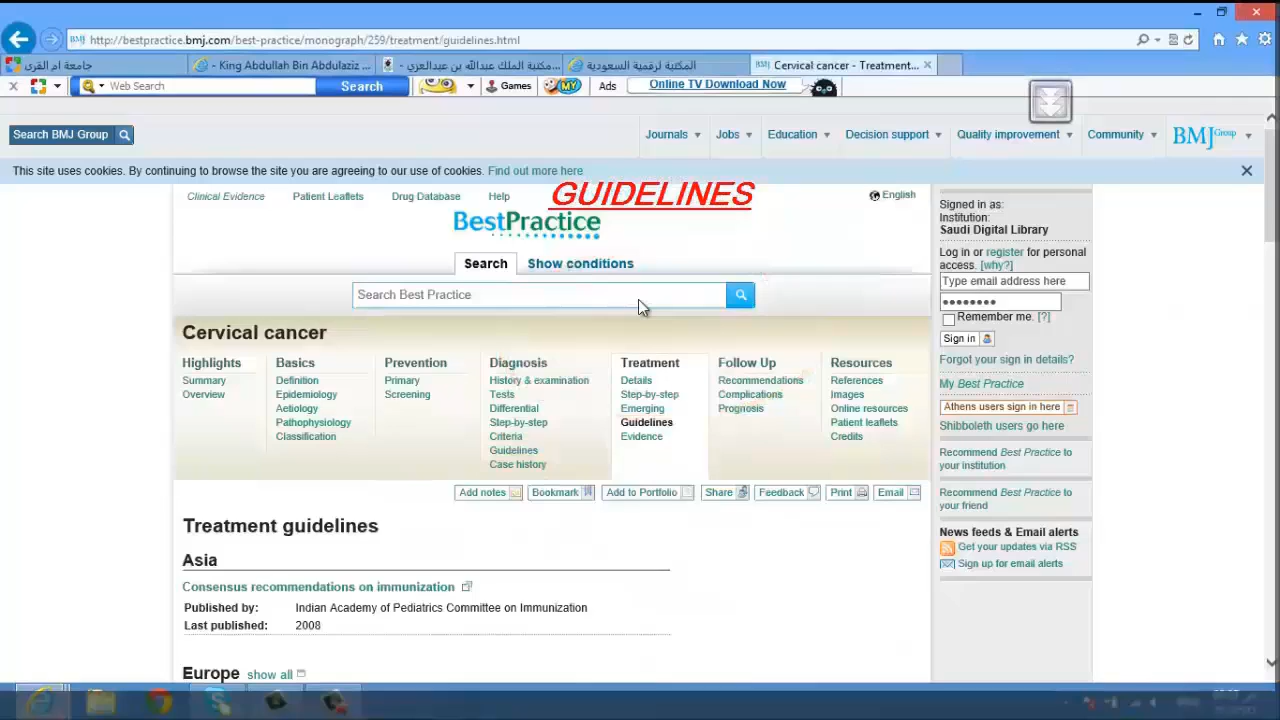 http://bestpractice.bmj.com/best-practice/monograph/259/treatment/guidelines.html
جامعة ام القرى
- King Abdullah Bin Abdulaziz ...
مكتبة الملك عبدالله بن عبدالعزي... -
المكتبة لرقمية السعودية
BMJ Cervical cancer - Treatment...
Web Search
Search
Games
MY
Ads
Online TV Download Now
Search BMJ Group
Journals
Jobs
Education
Decision support
Quality improvement
Community
BMJ Group
This site uses cookies. By continuing to browse the site you are agreeing to our use of cookies. Find out more here
Clinical Evidence
Patient Leaflets
Drug Database
Help
GUIDELINES
English
BestPractice
Search
Show conditions
Search Best Practice
Cervical cancer
Highlights
Summary
Overview
Basics
Definition
Epidemiology
Aetiology
Pathophysiology
Classification
Prevention
Primary
Screening
Diagnosis
History & examination
Tests
Differential
Step-by-step
Criteria
Guidelines
Case history
Treatment
Details
Step-by-step
Emerging
Guidelines
Evidence
Follow Up
Recommendations
Complications
Prognosis
Resources
References
Images
Online resources
Patient leaflets
Credits
Add notes
Bookmark
Add to Portfolio
Share
Feedback
Print
Email
Treatment guidelines
Asia
Consensus recommendations on immunization
Published by: Indian Academy of Pediatrics Committee on Immunization
Last published: 2008
Europe show all
Signed in as:
Institution:
Saudi Digital Library
Log in or register for personal
access. [why?]
Type email address here
Remember me. [?]
Sign in
Forgot your sign in details?
My Best Practice
Athens users sign in here
Shibboleth users go here
Recommend Best Practice to
your institution
Recommend Best Practice to
your friend
News feeds & Email alerts
Get your updates via RSS
Sign up for email alerts